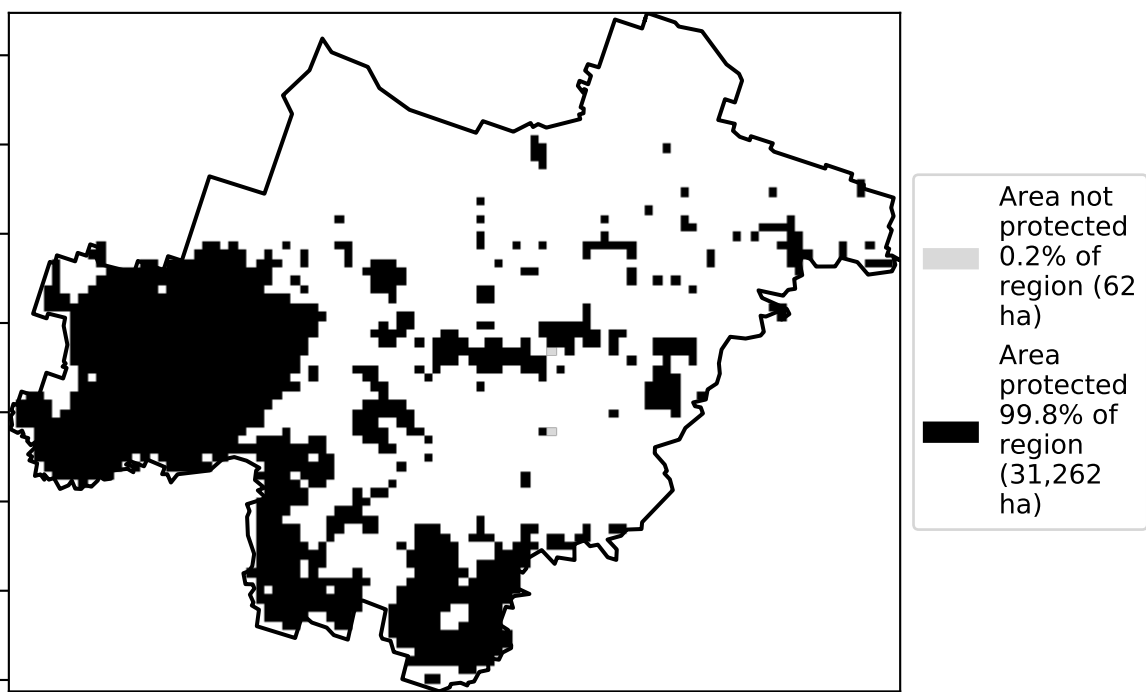 Area not
protected
0.2% of
region (62
ha)
Area
protected
99.8% of
region
(31,262
ha)